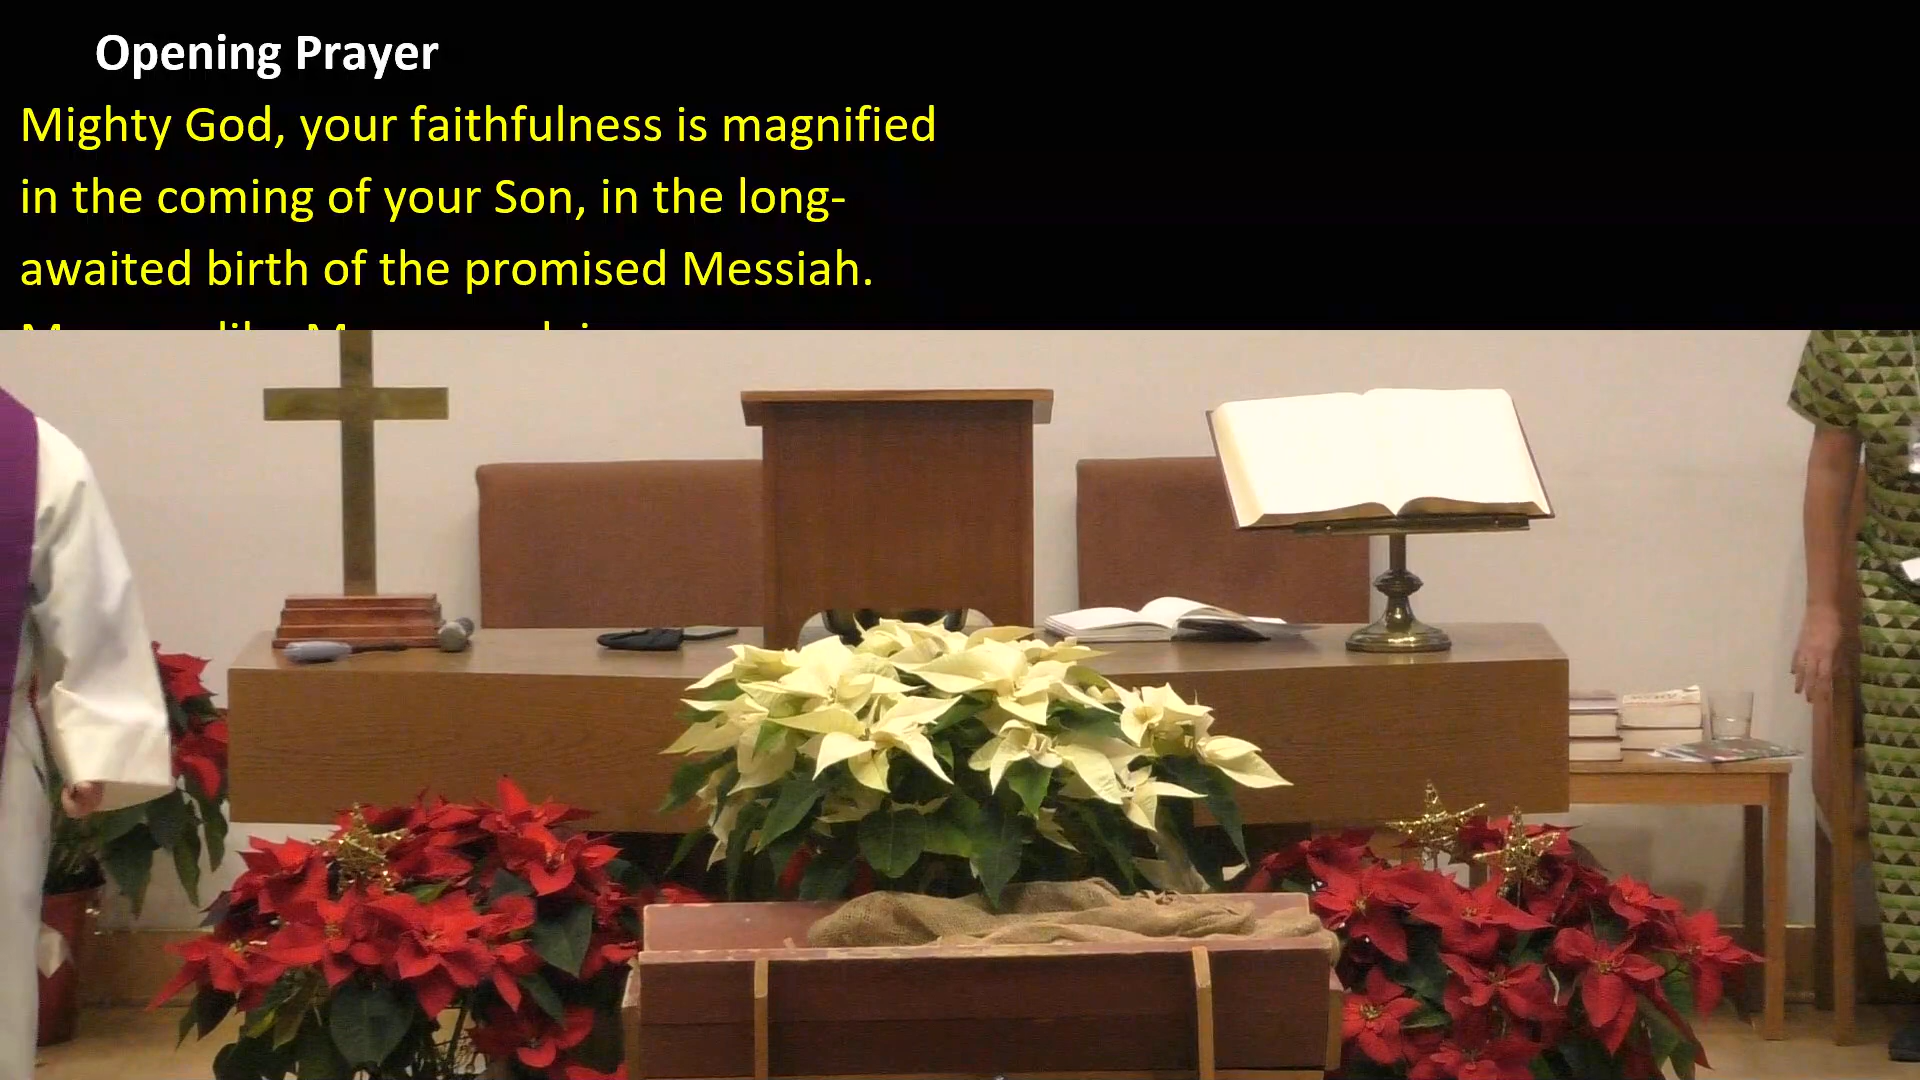 Opening Prayer
Mighty God, your faithfulness is magnified
in the coming of your Son, in the long-
awaited birth of the promised Messiah.